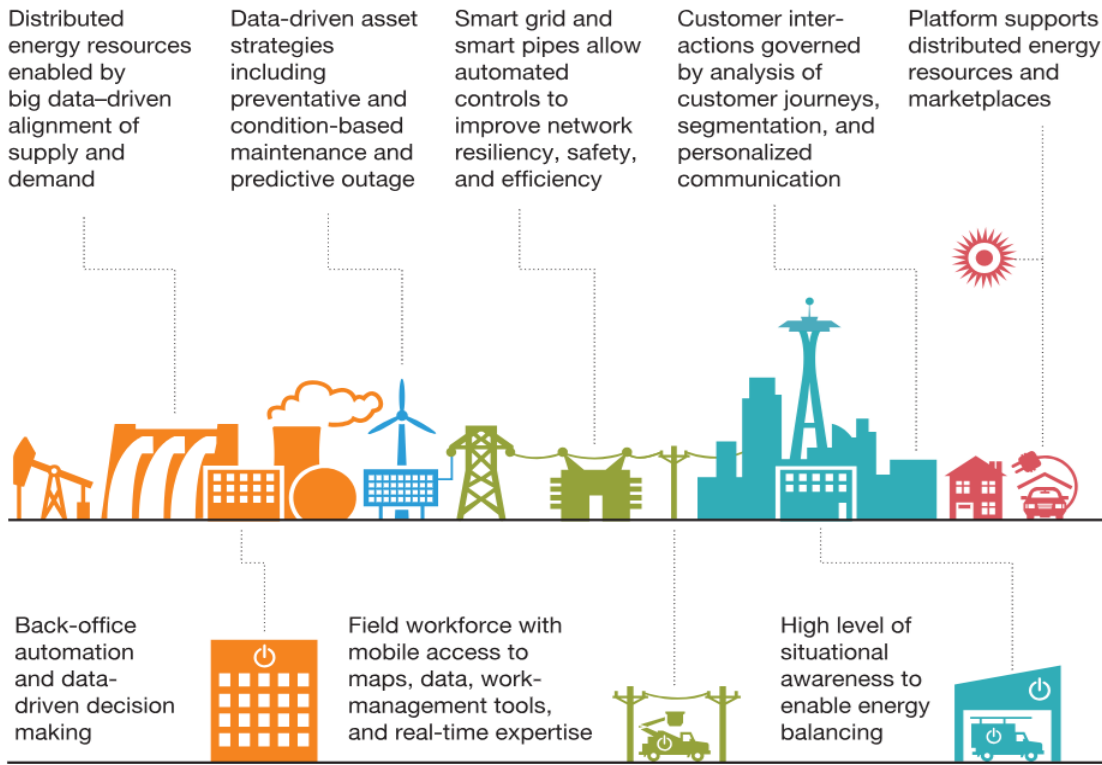 Distributed
energy resources
enabled by
big data–driven
alignment of
supply and
demand
Data-driven asset
strategies
including
preventative and
condition-based
maintenance and
predictive outage
Smart grid and
smart pipes allow
automated
controls to
improve network
resiliency, safety,
and efficiency
Customer inter-
actions governed
by analysis of
customer journeys,
segmentation, and
personalized
communication
Platform supports
distributed energy
resources and
marketplaces
Back-office
automation
and data-
driven decision
making
Field workforce with
mobile access to
maps, data, work-
management tools,
and real-time expertise
High level of
situational
awareness to
enable energy
balancing